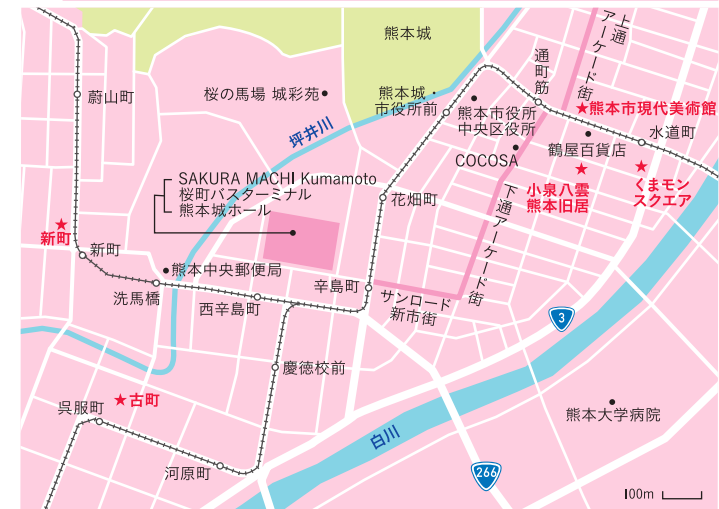 熊本城
上通
アーケード街
通町筋
蔚山町
桜の馬場 城彩苑
熊本城・
市役所前
熊本市役所
中央区役所
★熊本市現代美術館
水道町
坪井川
COCOSA
鶴屋百貨店
SAKURA MACHI Kumamoto
桜町バスターミナル
熊本城ホール
小泉八雲
熊本旧居
くまモン
スクエア
花畑町
下通アーケード街
★
新町
新町
熊本中央郵便局
洗馬橋
西辛島町
辛島町
サンロード
新市街
3
慶徳校前
★古町
呉服町
熊本大学病院
白川
河原町
266
100m